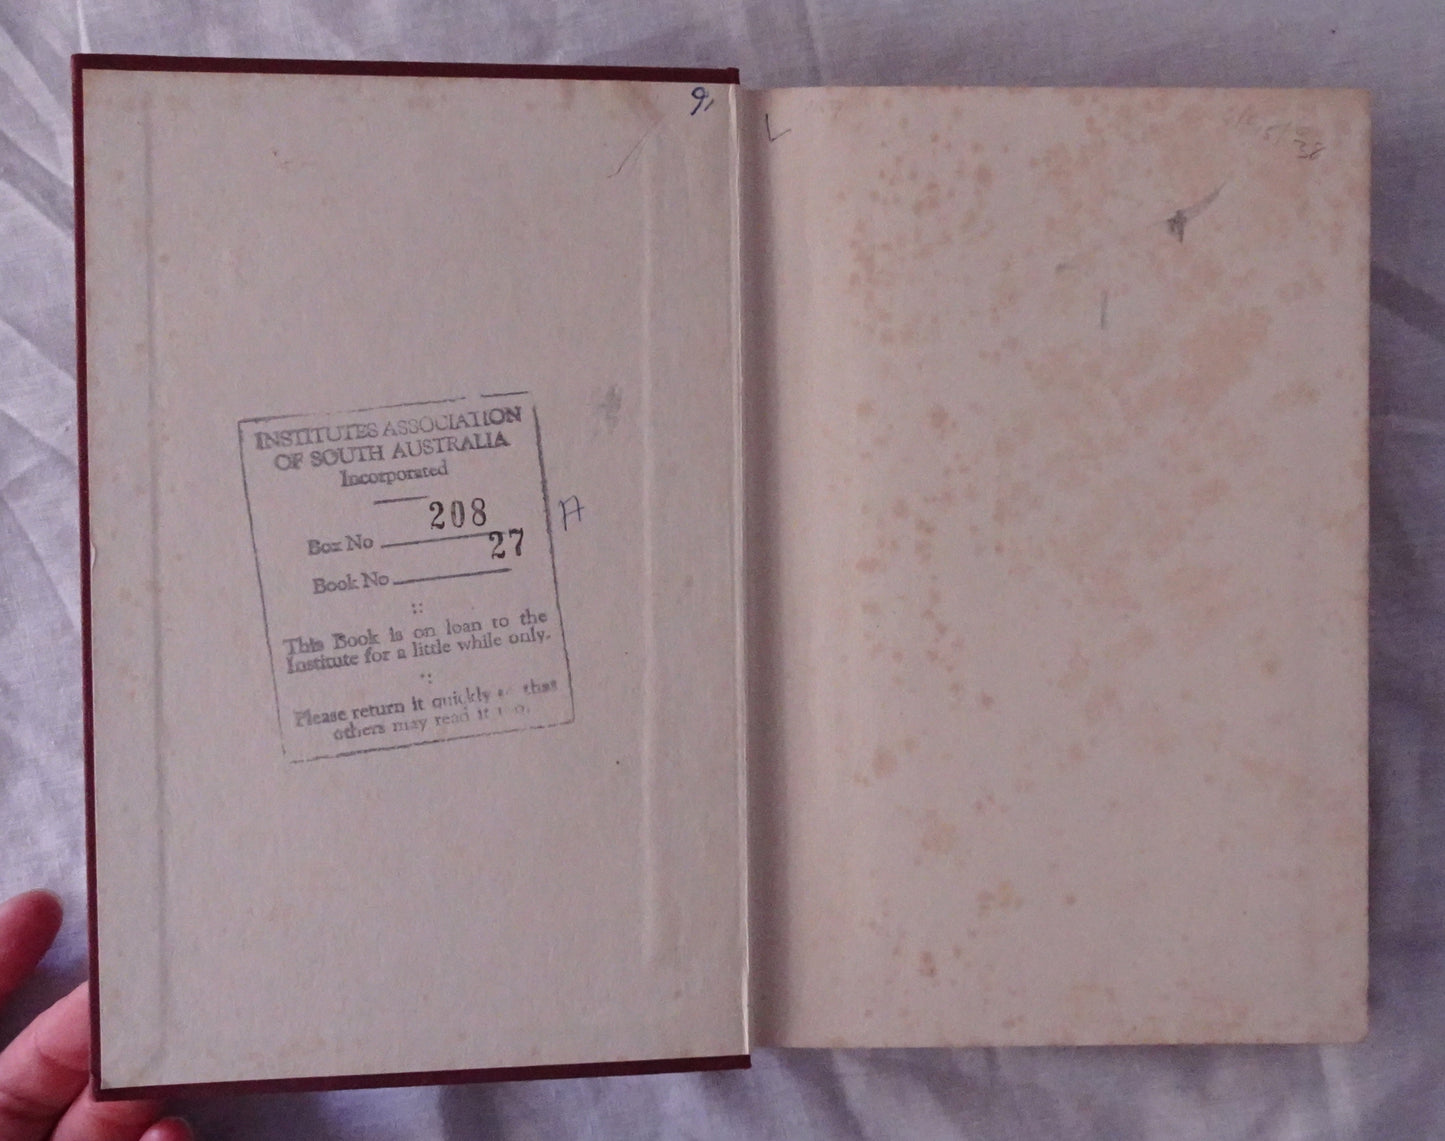 9,
INSTITUTES ASSOCIATION
OF SOUTH AUSTRALIA
Incorporated
208
Box No
27
Book No
A
::
This Book is on loan to the
Institute for a little while only.
Please return it quickly so that
others may read it too.